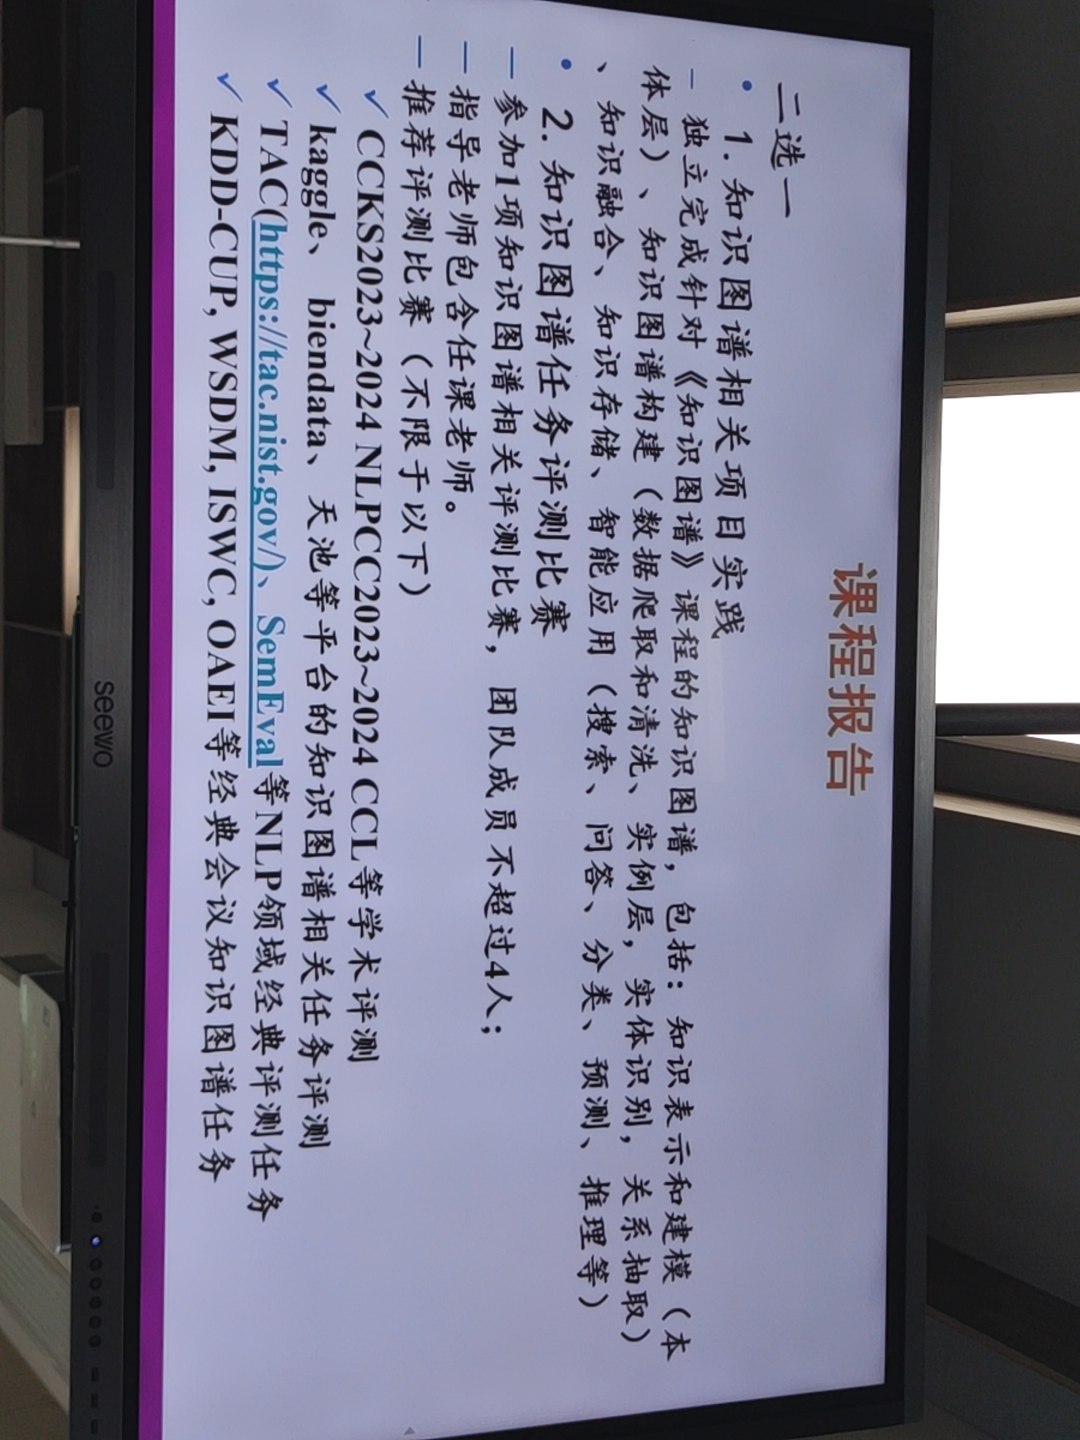 课程报告
二选一
• 1. 知识图谱相关项目实践
– 独立完成针对《知识图谱》课程的知识图谱，包括：知识表示和建模（本
体层）、知识图谱构建（数据爬取和清洗、实例层，实体识别，关系抽取）
、知识融合、知识存储、智能应用（搜索、问答、分类、预测、推理等）
• 2. 知识图谱任务评测比赛
— 参加1项知识图谱相关评测比赛，团队成员不超过4人；
— 指导老师包含任课老师。
— 推荐评测比赛（不限于以下）
✓ CCKS2023~2024 NLPCC2023~2024 CCL等学术评测
✓ kaggle、 biendata、天池等平台的知识图谱相关任务评测
✓ TAC(https://tac.nist.gov/)、SemEval等NLP领域经典评测任务
✓ KDD-CUP, WSDM, ISWC, OAEI等经典会议知识图谱任务
seewo